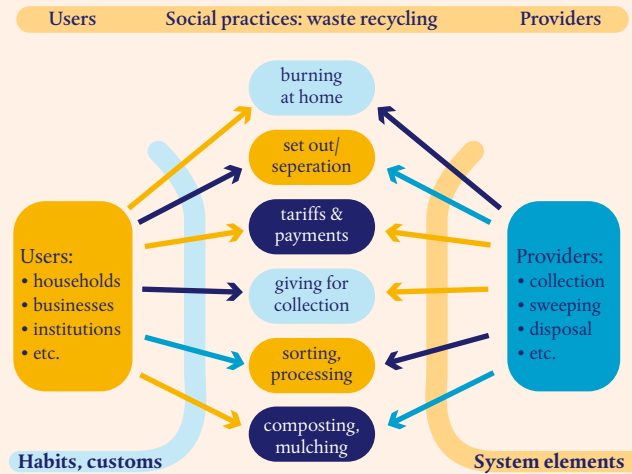 Users
Social practices: waste recycling
Providers
burning
at home
set out/
seperation
tariffs &
payments
giving for
collection
sorting,
processing
composting,
mulching
Users:
• households
• businesses
• institutions
• etc.
Providers:
• collection
• sweeping
• disposal
• etc.
Habits, customs
System elements